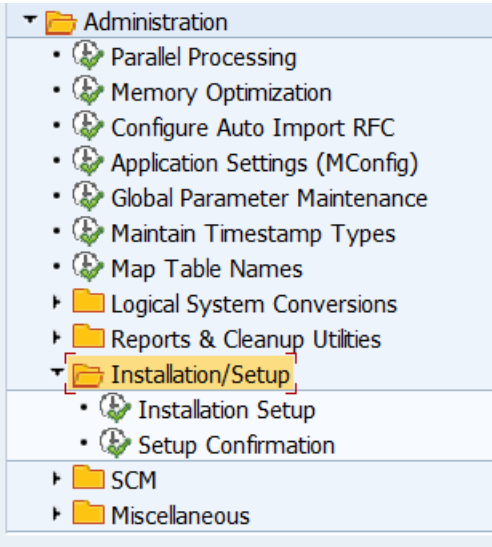 Administration
Parallel Processing
Memory Optimization
Configure Auto Import RFC
Application Settings (MConfig)
Global Parameter Maintenance
Maintain Timestamp Types
Map Table Names
Logical System Conversions
Reports & Cleanup Utilities
Installation/Setup
Installation Setup
Setup Confirmation
SCM
Miscellaneous